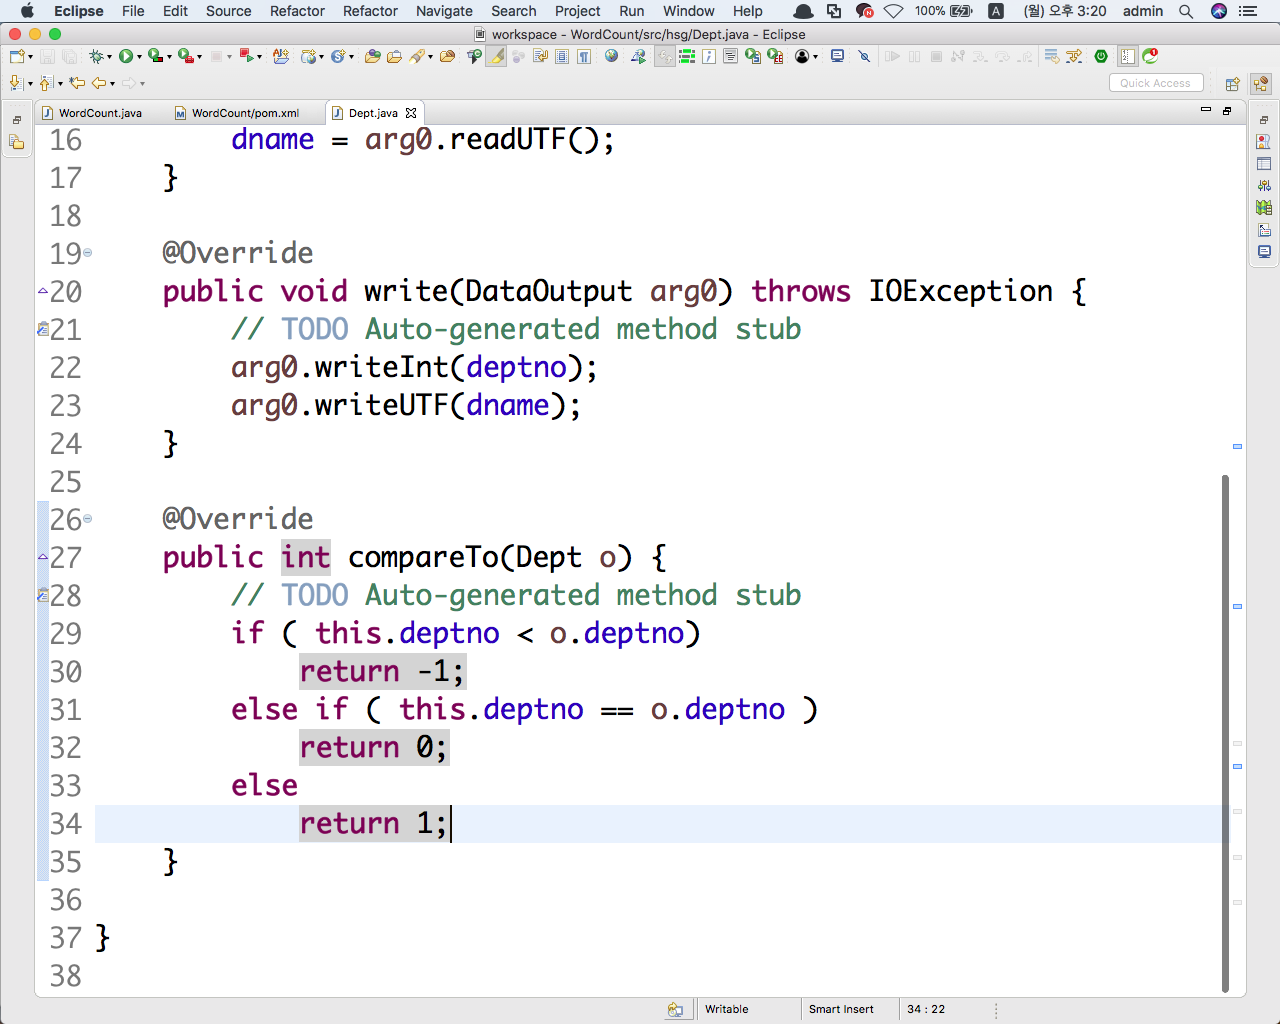 Eclipse File Edit Source Refactor Refactor Navigate Search Project Run Window Help 100% A (월) 오후 3:20 admin
workspace - WordCount/src/hsg/Dept.java - Eclipse
Quick Access
WordCount.java WordCount/pom.xml Dept.java
16 dname = arg0.readUTF();
17 }
18
19 @Override
20 public void write(DataOutput arg0) throws IOException {
21 // TODO Auto-generated method stub
22 arg0.writeInt(deptno);
23 arg0.writeUTF(dname);
24 }
25
26 @Override
27 public int compareTo(Dept o) {
28 // TODO Auto-generated method stub
29 if ( this.deptno < o.deptno)
30 return -1;
31 else if ( this.deptno == o.deptno )
32 return 0;
33 else
34 return 1;
35 }
36
37 }
38
Writable Smart Insert 34 : 22